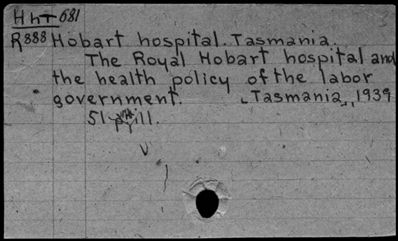 HhT 681
R888 Hobart hospital. Tasmania.
The Royal Hobart hospital and
the health policy of the labor
government. Tasmania, 1939
51 ill.